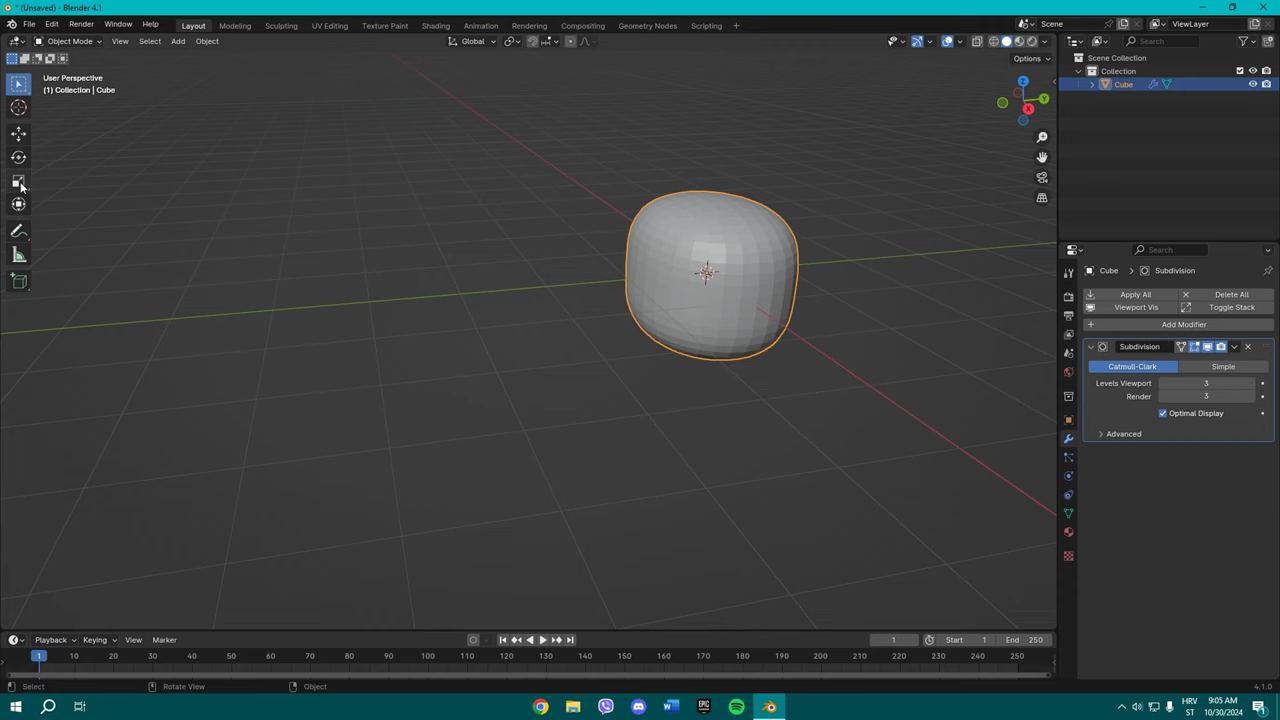 * (Unsaved) - Blender 4.1
File Edit Render Window Help Layout Modeling Sculpting UV Editing Texture Paint Shading Animation Rendering Compositing Geometry Nodes Scripting + Scene ViewLayer
Object Mode View Select Add Object Global Search
Options
User Perspective
(1) Collection | Cube
Scene Collection
Collection
Cube
Z
Y
X
Search
Cube > Subdivision
Apply All Delete All
Viewport Vis Toggle Stack
Add Modifier
Subdivision
Catmull-Clark Simple
Levels Viewport 3
Render 3
Optimal Display
Advanced
Playback Keying View Marker 1 Start 1 End 250
1 10 20 30 40 50 60 70 80 90 100 110 120 130 140 150 160 170 180 190 200 210 220 230 240 250
Select Rotate View Object 4.1.0
HRV 9:05 AM
ST 10/30/2024